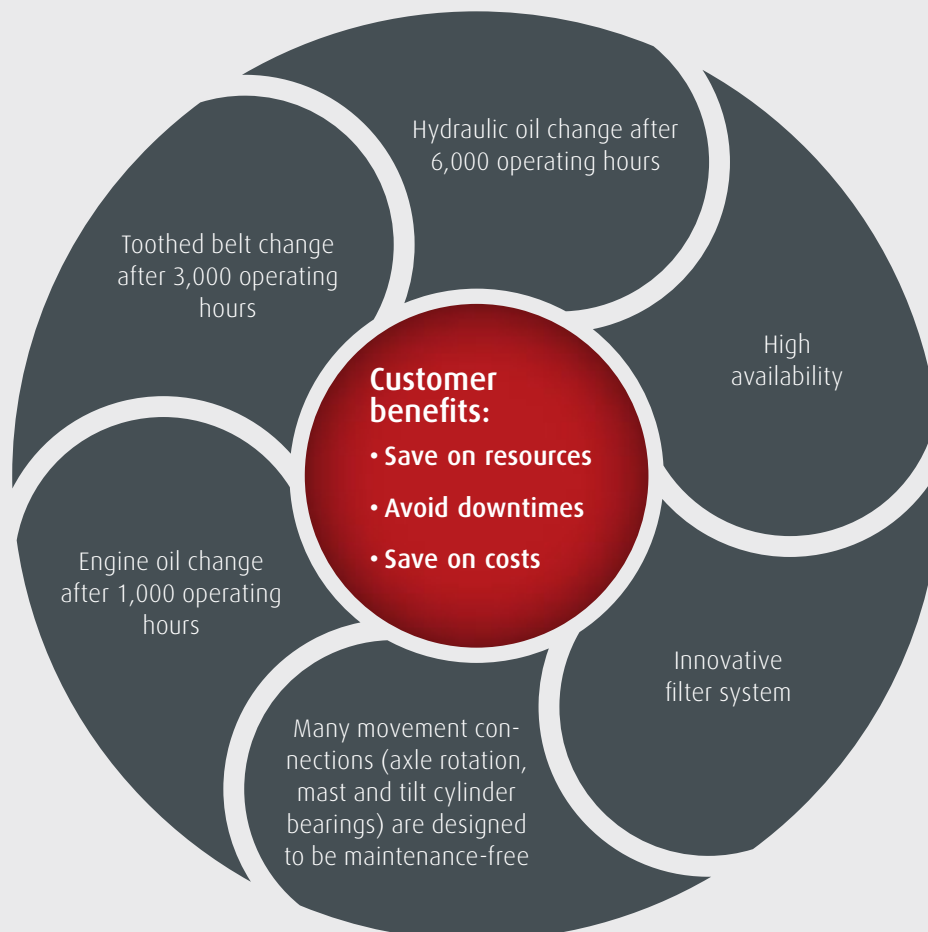 Hydraulic oil change after
6,000 operating hours
Toothed belt change
after 3,000 operating
hours
High
availability
Customer
benefits:
• Save on resources
• Avoid downtimes
• Save on costs
Engine oil change
after 1,000 operating
hours
Innovative
filter system
Many movement con-
nections (axle rotation,
mast and tilt cylinder
bearings) are designed
to be maintenance-free